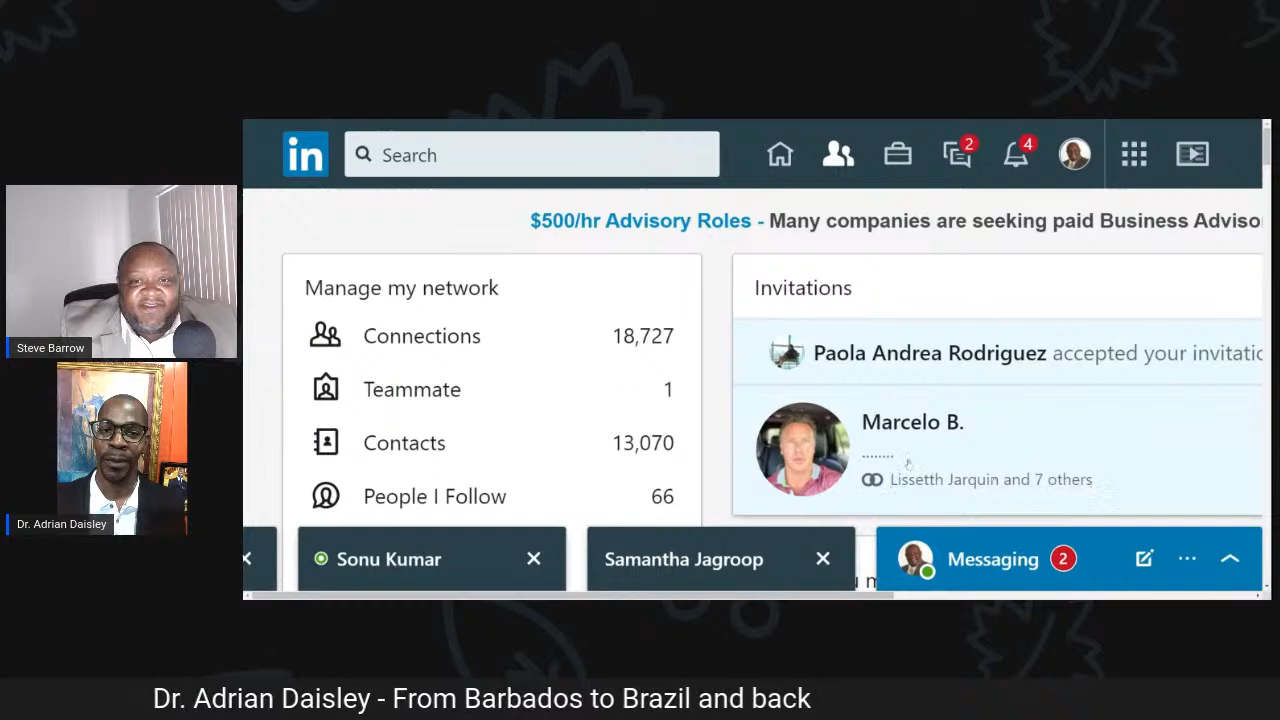 in
Search
2
4
$500/hr Advisory Roles - Many companies are seeking paid Business
Manage my network
Connections 18,727
Teammate 1
Contacts 13,070
People I Follow 66
Invitations
Paola Andrea Rodriguez accepted your
Marcelo B.
........
Lissetth Jarquin and 7 others
Sonu Kumar
Samantha Jagroop
Messaging 2
Steve Barrow
Dr. Adrian Daisley
Dr. Adrian Daisley - From Barbados to Brazil and back